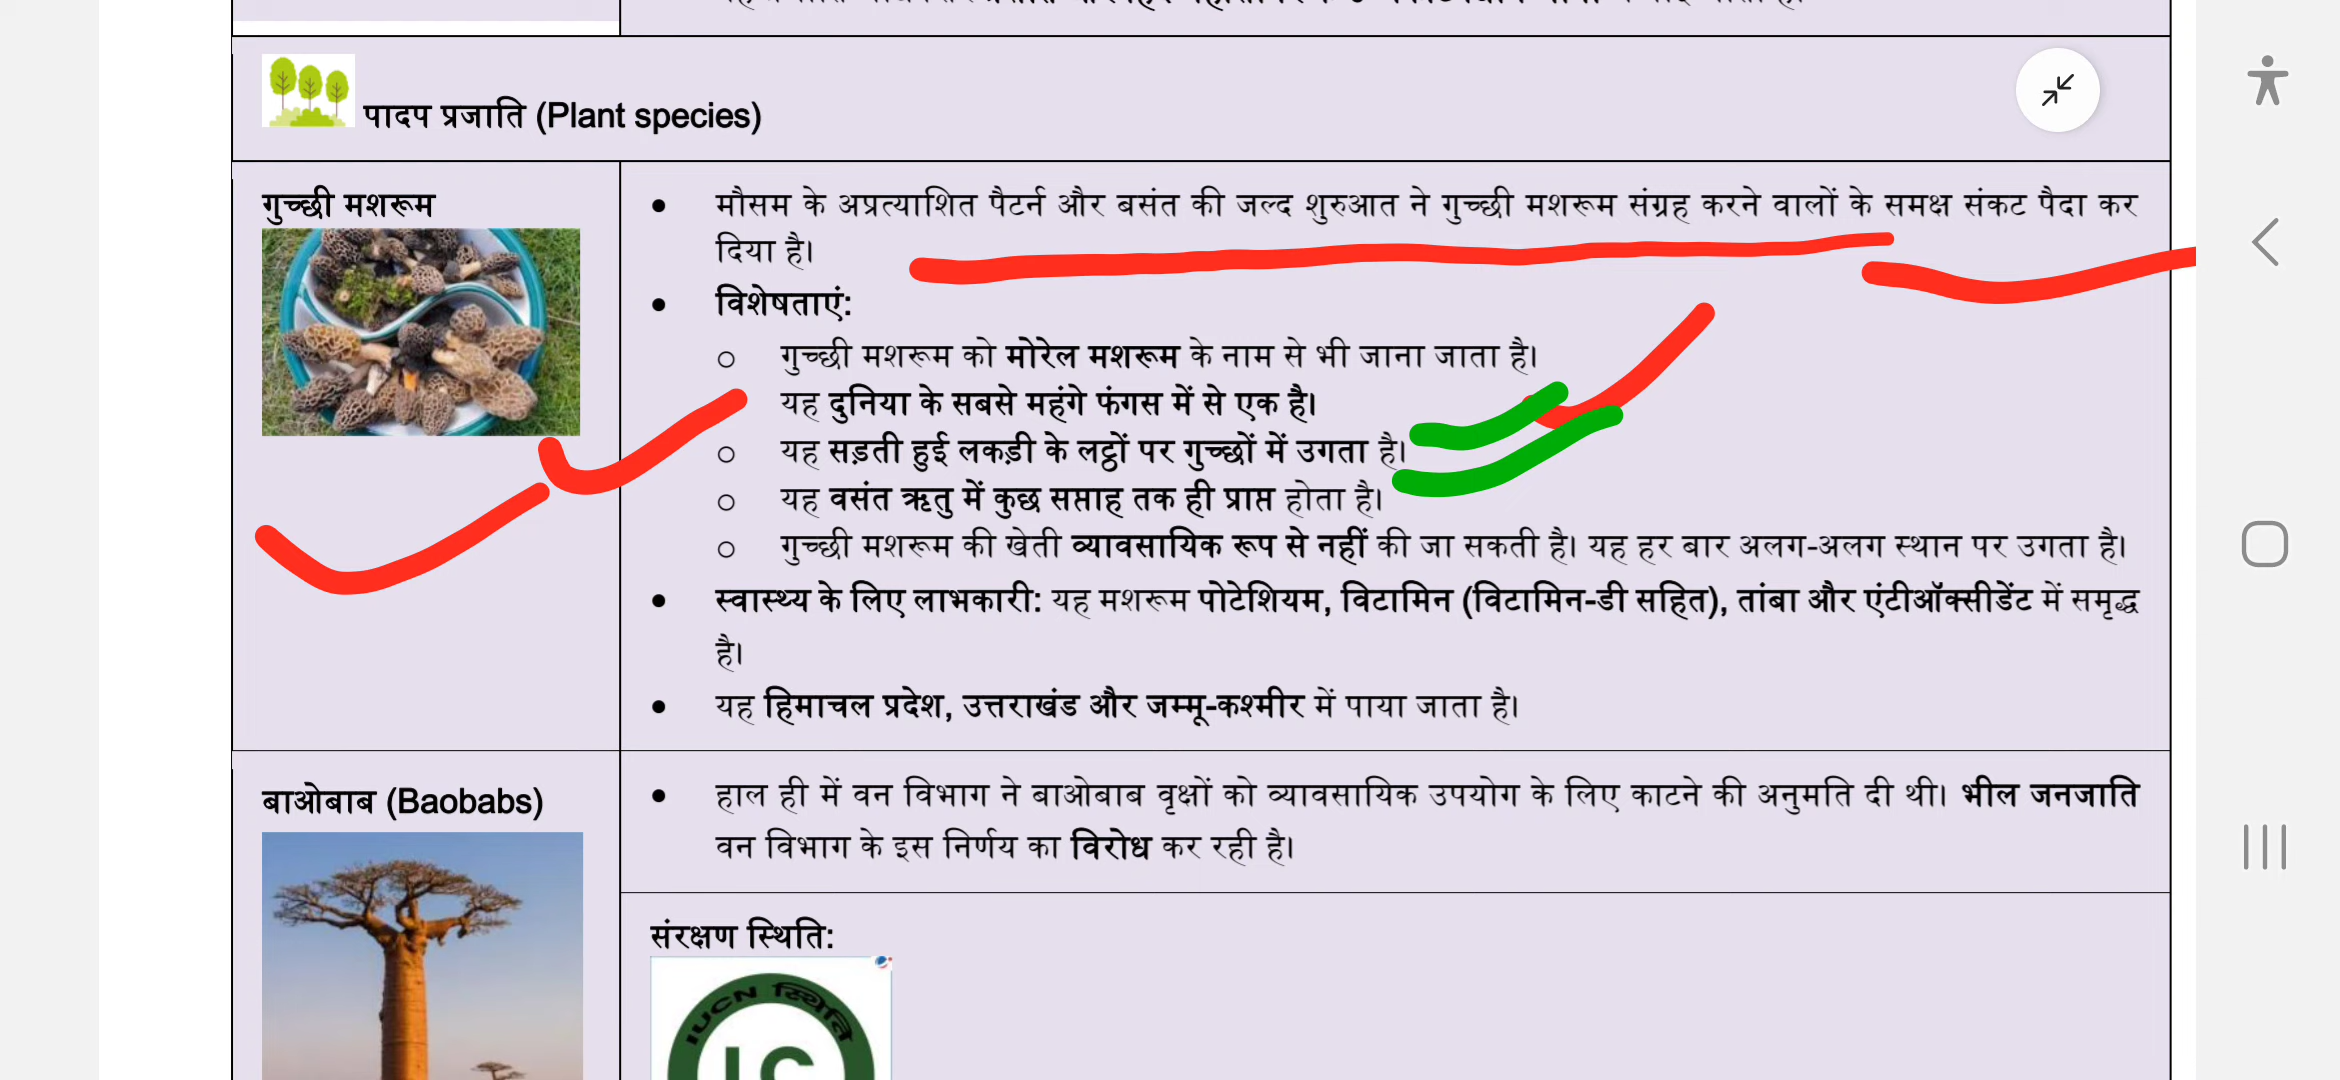 पादप प्रजाति (Plant species)
गुच्छी मशरूम
मौसम के अप्रत्याशित पैटर्न और बसंत की जल्द शुरुआत ने गुच्छी मशरूम संग्रह करने वालों के समक्ष संकट पैदा कर
दिया है।
विशेषताएं:
गुच्छी मशरूम को मोरेल मशरूम के नाम से भी जाना जाता है।
यह दुनिया के सबसे महंगे फंगस में से एक है।
यह सड़ती हुई लकड़ी के लट्ठों पर गुच्छों में उगता है।
यह वसंत ऋतु में कुछ सप्ताह तक ही प्राप्त होता है।
गुच्छी मशरूम की खेती व्यावसायिक रूप से नहीं की जा सकती है। यह हर बार अलग-अलग स्थान पर उगता है।
स्वास्थ्य के लिए लाभकारी: यह मशरूम पोटेशियम, विटामिन (विटामिन-डी सहित), तांबा और एंटीऑक्सीडेंट में समृद्ध
है।
यह हिमाचल प्रदेश, उत्तराखंड और जम्मू-कश्मीर में पाया जाता है।
बाओबाब (Baobabs)
हाल ही में वन विभाग ने बाओबाब वृक्षों को व्यावसायिक उपयोग के लिए काटने की अनुमति दी थी। भील जनजाति
वन विभाग के इस निर्णय का विरोध कर रही है।
संरक्षण स्थिति:
IUCN स्थिति
LC